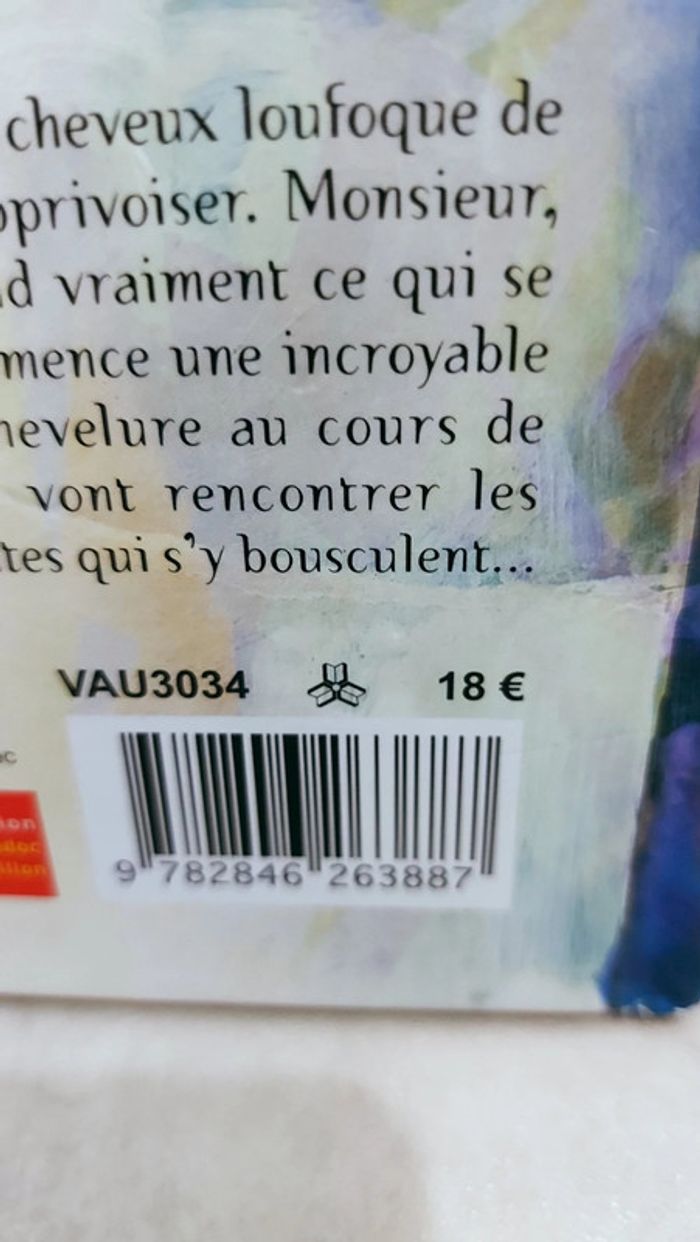 cheveux loufoque de
pprivoiser. Monsieur,
d vraiment ce qui se
mence une incroyable
hevelure au cours de
vont rencontrer les
tes qui s'y bousculent...
VAU3034 18 €
9 782846 263887